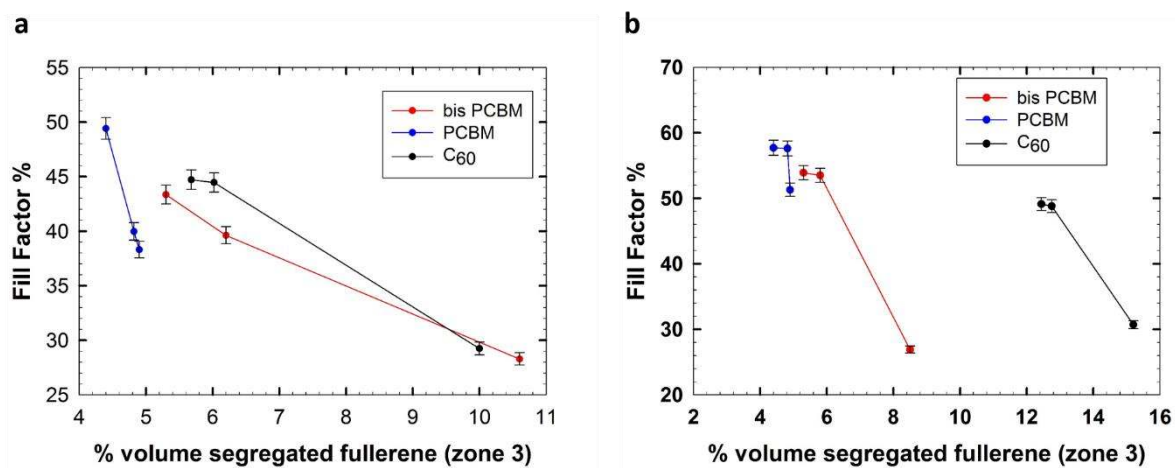 a
55
50
45
40
35
30
25
4
5
6
7
8
9
10
11
Fill Factor %
% volume segregated fullerene (zone 3)
bis PCBM
PCBM
C60
b
70
60
50
40
30
20
2
4
6
8
10
12
14
16
Fill Factor %
% volume segregated fullerene (zone 3)
bis PCBM
PCBM
C60